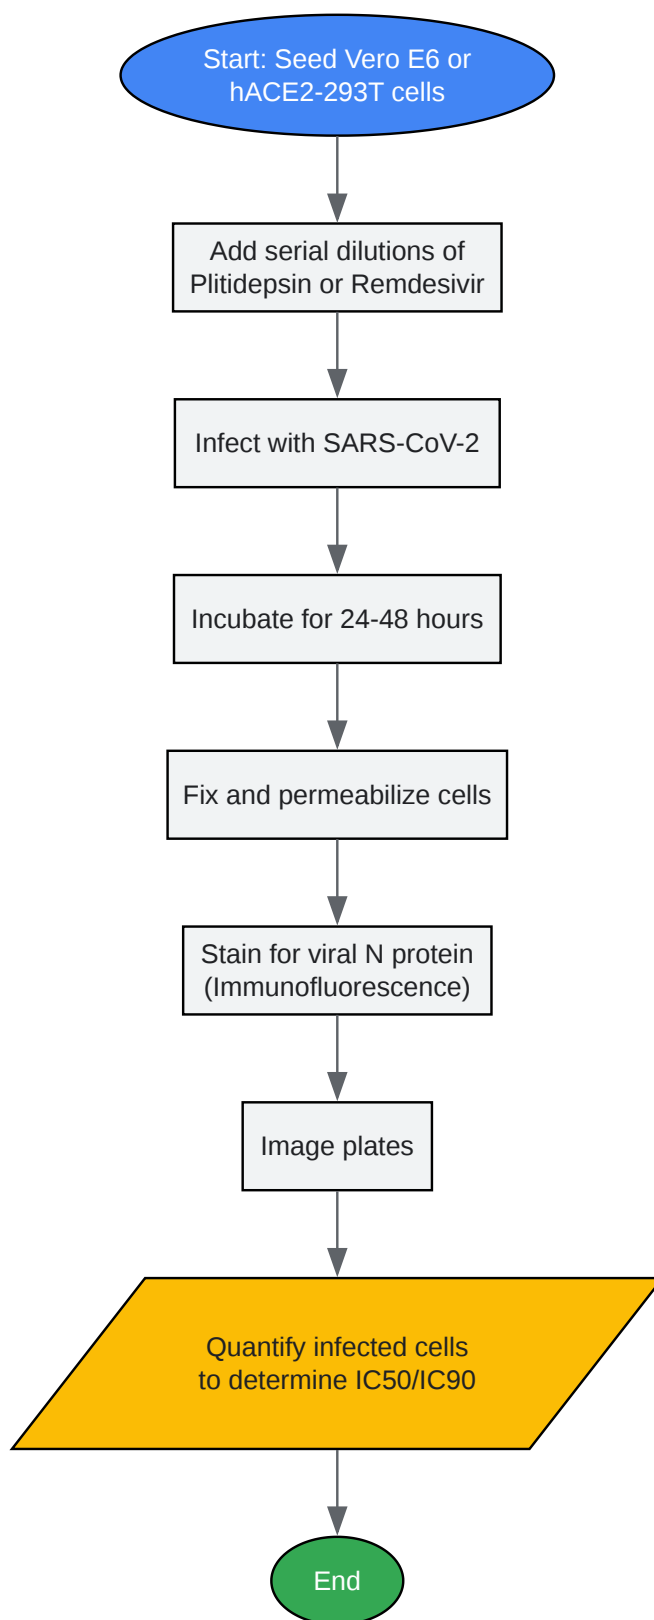 Start: Seed Vero E6 or
hACE2-293T cells
Add serial dilutions of
Plitidepsin or Remdesivir
Infect with SARS-CoV-2
Incubate for 24-48 hours
Fix and permeabilize cells
Stain for viral N protein
(Immunofluorescence)
Image plates
Quantify infected cells
to determine IC50/IC90
End